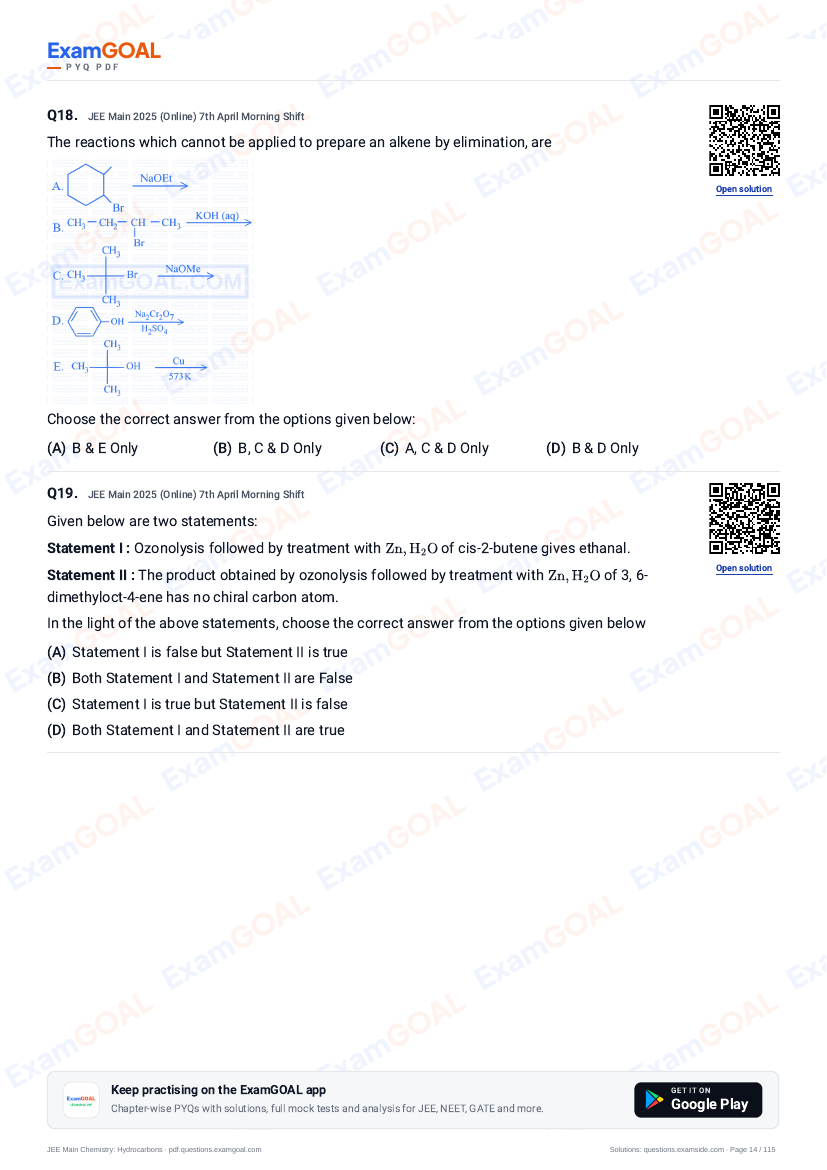 ExamGOAL
PYQ PDF
Q18. JEE Main 2025 (Online) 7th April Morning Shift
The reactions which cannot be applied to prepare an alkene by elimination, are
Open solution
A. NaOEt
Br
B. CH3 — CH2 — CH — CH3 KOH (aq)
Br
CH3
C. CH3 Br NaOMe
ExamGOAL.COM
CH3
D. OH Na2Cr2O7
H2SO4
CH3
E. CH3 OH Cu
573K
CH3
Choose the correct answer from the options given below:
(A) B & E Only (B) B, C & D Only (C) A, C & D Only (D) B & D Only
Q19. JEE Main 2025 (Online) 7th April Morning Shift
Given below are two statements:
Statement I : Ozonolysis followed by treatment with Zn, H2O of cis-2-butene gives ethanal.
Statement II : The product obtained by ozonolysis followed by treatment with Zn, H2O of 3, 6-
dimethyloct-4-ene has no chiral carbon atom.
Open solution
In the light of the above statements, choose the correct answer from the options given below
(A) Statement I is false but Statement II is true
(B) Both Statement I and Statement II are False
(C) Statement I is true but Statement II is false
(D) Both Statement I and Statement II are true
Keep practising on the ExamGOAL app
Chapter-wise PYQs with solutions, full mock tests and analysis for JEE, NEET, GATE and more.
GET IT ON
Google Play
JEE Main Chemistry: Hydrocarbons · pdf.questions.examgoal.com
Solutions: questions.examside.com · Page 14 / 115